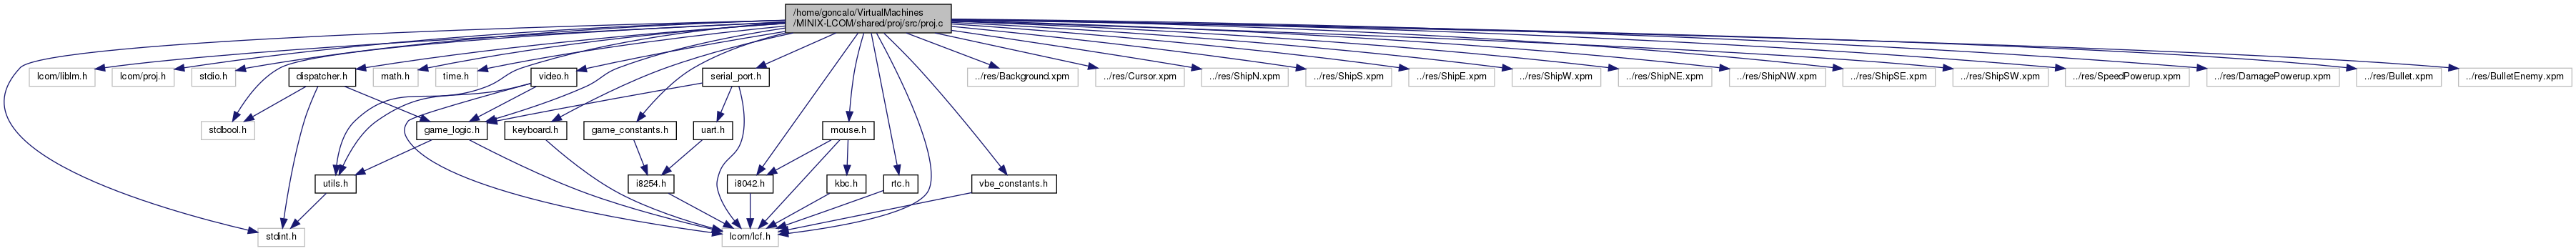 /home/goncalo/VirtualMachines
/MINIX-LCOM/shared/proj/src/proj.c
lcom/liblm.h
lcom/proj.h
stdio.h
dispatcher.h
math.h
time.h
video.h
serial_port.h
../res/Background.xpm
../res/Cursor.xpm
../res/ShipN.xpm
../res/ShipS.xpm
../res/ShipE.xpm
../res/ShipW.xpm
../res/ShipNE.xpm
../res/ShipNW.xpm
../res/ShipSE.xpm
../res/ShipSW.xpm
../res/SpeedPowerup.xpm
../res/DamagePowerup.xpm
../res/Bullet.xpm
../res/BulletEnemy.xpm
stdbool.h
game_logic.h
keyboard.h
game_constants.h
uart.h
mouse.h
utils.h
i8254.h
i8042.h
kbc.h
rtc.h
vbe_constants.h
stdint.h
lcom/lcf.h